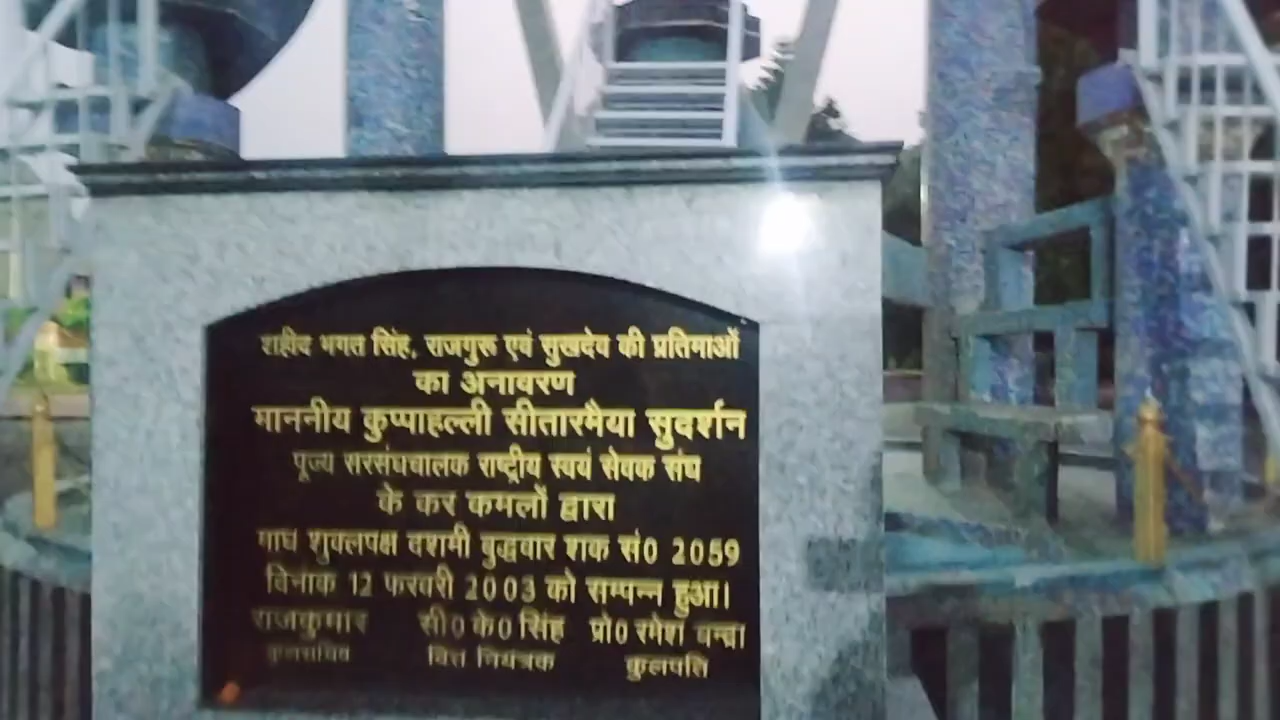 शहीद भगत सिंह, राजगुरू एवं सुखदेव की प्रतिमाओं
का अनावरण
माननीय कुप्पाहल्ली सीतारमैया सुदर्शन
पूज्य सरसंघचालक राष्ट्रीय स्वयं सेवक संघ
के कर कमलों द्वारा
माघ शुक्लपक्ष दशमी बुद्धवार शक सं0 2059
दिनांक 12 फरवरी 2003 को सम्पन्न हुआ।
राजकुमार सी0 के0 सिंह प्रो0 रमेश चन्द्रा
कुलसचिव वित्त नियंत्रक कुलपति